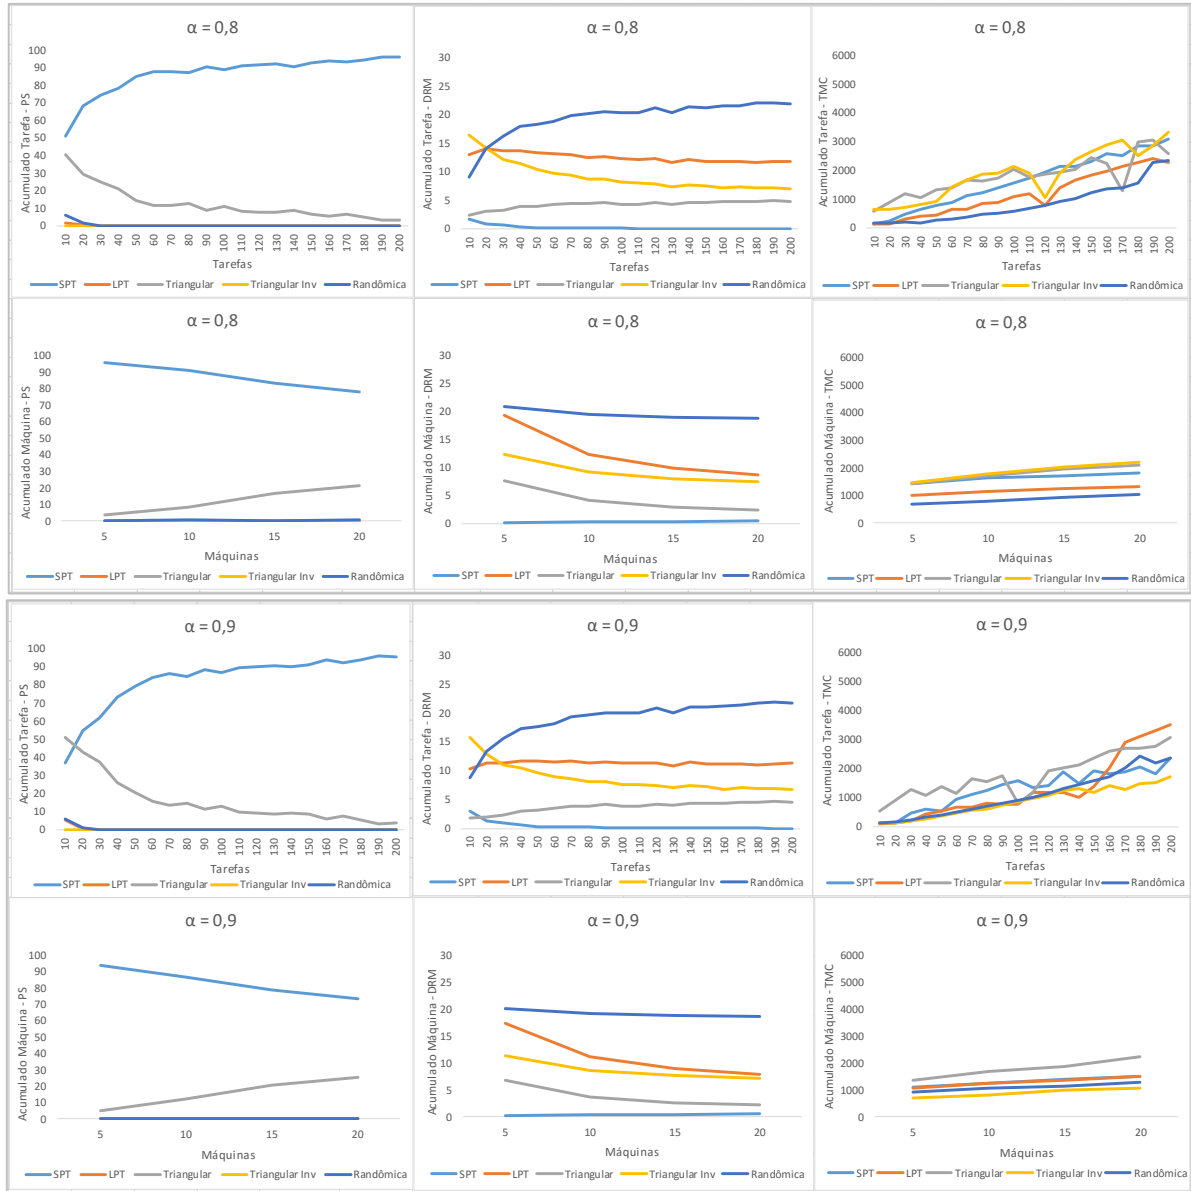 α = 0,8
Acumulado Tarefa - PS
100
90
80
70
60
50
40
30
20
10
0
10 20 30 40 50 60 70 80 90 100 110 120 130 140 150 160 170 180 190 200
Tarefas
SPT LPT Triangular Triangular Inv Randômica
α = 0,8
Acumulado Tarefa - DRM
30
25
20
15
10
5
0
10 20 30 40 50 60 70 80 90 100 110 120 130 140 150 160 170 180 190 200
Tarefas
SPT LPT Triangular Triangular Inv Randômica
α = 0,8
Acumulado Tarefa - TMC
6000
5000
4000
3000
2000
1000
0
10 20 30 40 50 60 70 80 90 100 110 120 130 140 150 160 170 180 190 200
Tarefas
SPT LPT Triangular Triangular Inv Randômica
α = 0,8
Acumulado Máquina - PS
100
90
80
70
60
50
40
30
20
10
0
5 10 15 20
Máquinas
SPT LPT Triangular Triangular Inv Randômica
α = 0,8
Acumulado Máquina - DRM
30
25
20
15
10
5
0
5 10 15 20
Máquinas
SPT LPT Triangular Triangular Inv Randômica
α = 0,8
Acumulado Máquina - TMC
6000
5000
4000
3000
2000
1000
0
5 10 15 20
Máquinas
SPT LPT Triangular Triangular Inv Randômica
α = 0,9
Acumulado Tarefa - PS
100
90
80
70
60
50
40
30
20
10
0
10 20 30 40 50 60 70 80 90 100 110 120 130 140 150 160 170 180 190 200
Tarefas
SPT LPT Triangular Triangular Inv Randômica
α = 0,9
Acumulado Tarefa - DRM
30
25
20
15
10
5
0
10 20 30 40 50 60 70 80 90 100 110 120 130 140 150 160 170 180 190 200
Tarefas
SPT LPT Triangular Triangular Inv Randômica
α = 0,9
Acumulado Tarefa - TMC
6000
5000
4000
3000
2000
1000
0
10 20 30 40 50 60 70 80 90 100 110 120 130 140 150 160 170 180 190 200
Tarefas
SPT LPT Triangular Triangular Inv Randômica
α = 0,9
Acumulado Máquina - PS
100
90
80
70
60
50
40
30
20
10
0
5 10 15 20
Máquinas
SPT LPT Triangular Triangular Inv Randômica
α = 0,9
Acumulado Máquina - DRM
30
25
20
15
10
5
0
5 10 15 20
Máquinas
SPT LPT Triangular Triangular Inv Randômica
α = 0,9
Acumulado Máquina - TMC
6000
5000
4000
3000
2000
1000
0
5 10 15 20
Máquinas
SPT LPT Triangular Triangular Inv Randômica